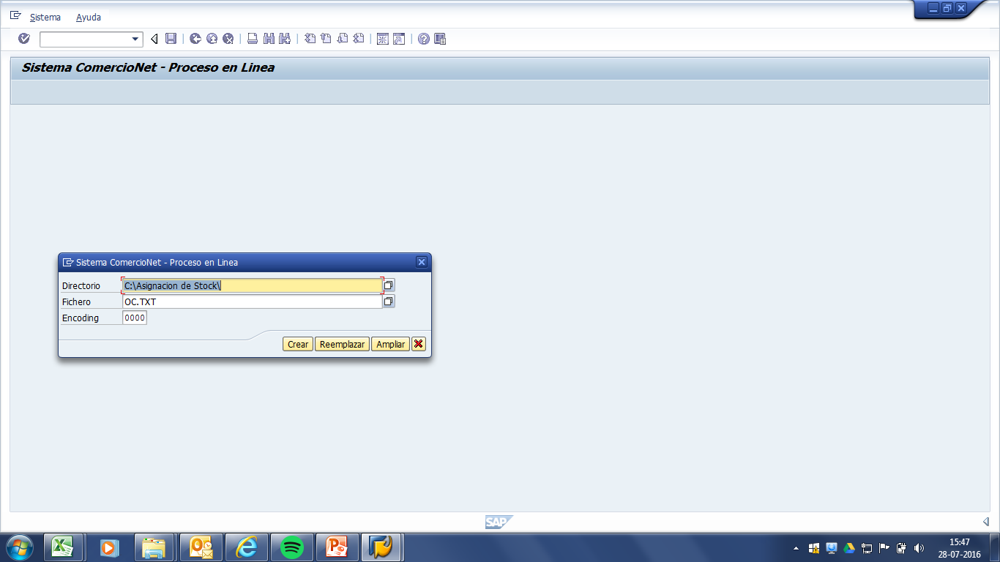 Sistema Ayuda
Sistema ComercioNet - Proceso en Linea
Sistema ComercioNet - Proceso en Linea
Directorio C:\Asignacion de Stock\
Fichero OC.TXT
Encoding 0000
Crear Reemplazar Ampliar
SAP
15:47
28-07-2016